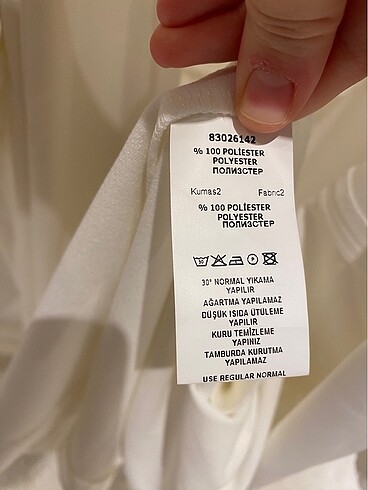 83026142
% 100 POLİESTER
POLYESTER
ПОЛИЭСТЕР
Kumas2 Fabric2
% 100 POLİESTER
POLYESTER
ПОЛИЭСТЕР
30° NORMAL YIKAMA
YAPILIR
AĞARTMA YAPILAMAZ
DÜŞÜK ISIDA ÜTÜLEME
YAPILIR
KURU TEMİZLEME
YAPINIZ
TAMBURDA KURUTMA
YAPILAMAZ
USE REGULAR NORMAL